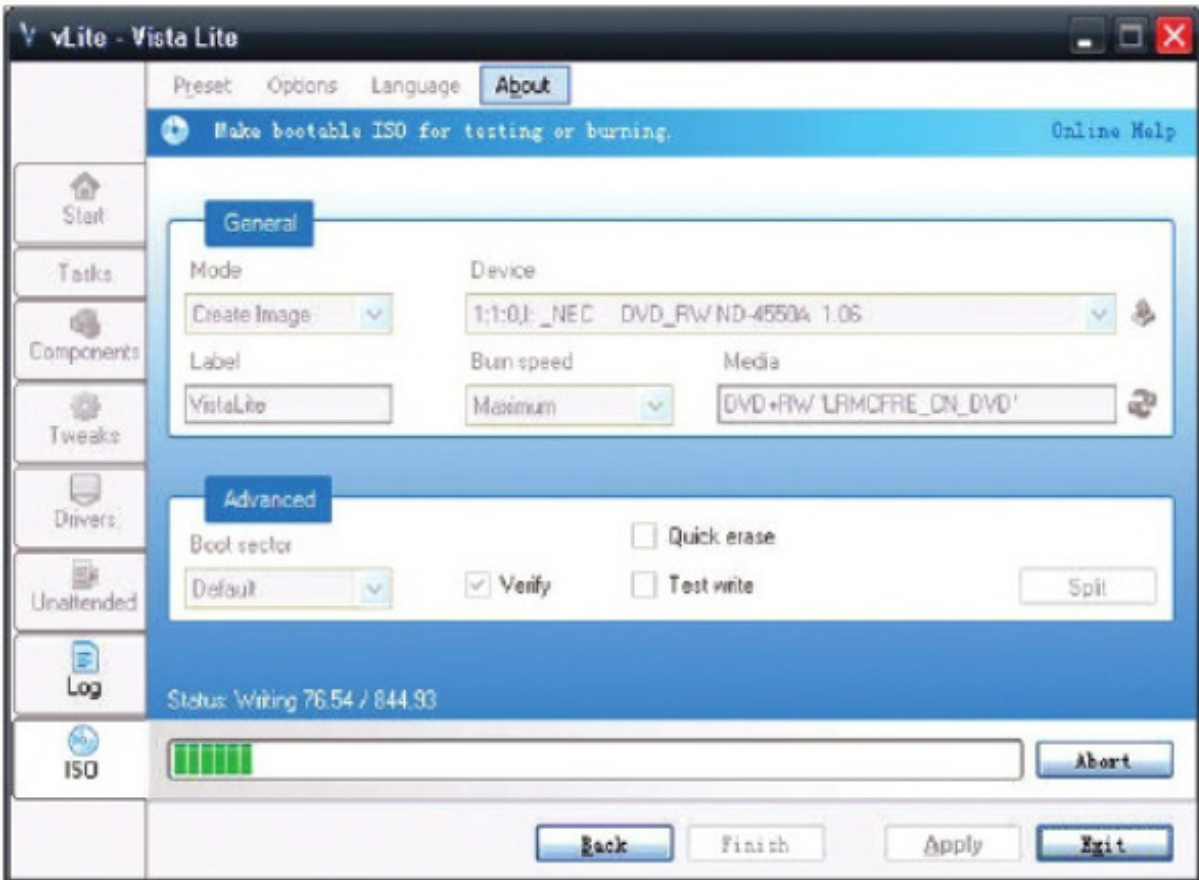 vLite - Vista Lite
Preset Options Language About
Make bootable ISO for testing or burning. Online Help
Start
Tasks
Components
Tweaks
Drivers
Unattended
Log
ISO
General
Mode Device
Create Image 1:1:0,I: _NEC DVD_RW ND-4550A 1.06
Label Burn speed Media
VistaLite Maximum DVD+RW 'LRMCFRE_CN_DVD'
Advanced
Boot sector Quick erase
Default Verify Test write Split
Status: Writing 76.54 / 844.93
Abort
Back Finish Apply Exit